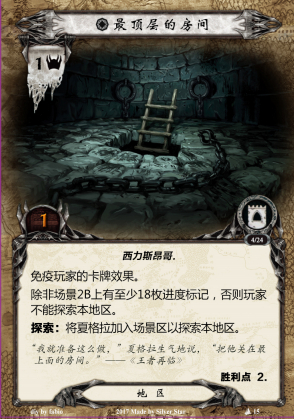 最顶层的房间
1
1
4/24
西力斯昂哥.
免疫玩家的卡牌效果。
除非场景2B上有至少18枚进度标记，否则玩家
不能探索本地区。
探索：将夏格拉加入场景区以探索本地区。
“我就准备这么做，”夏格拉生气地说，“把他关在最
上面的房间。”——《王者再临》
胜利点 2.
地 区
by fabio
2017 Made by Silver Star
15